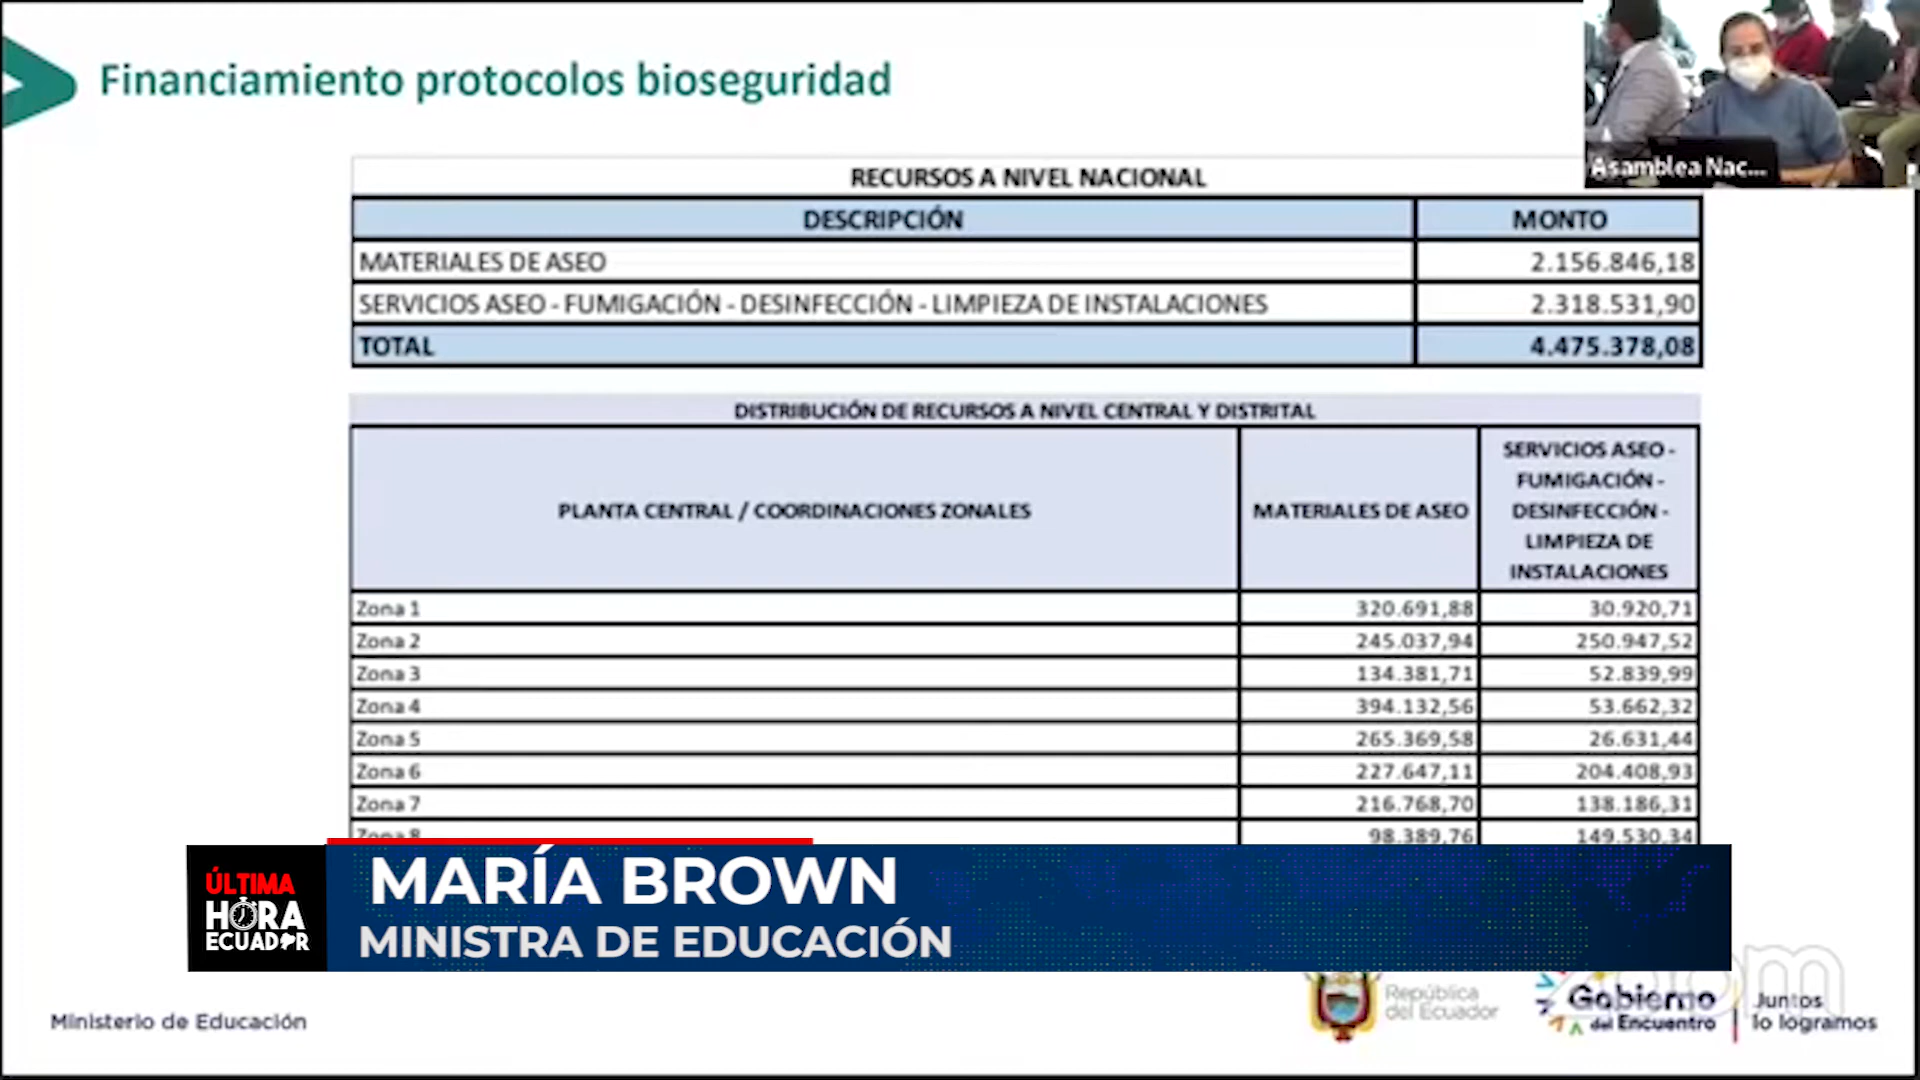 Financiamiento protocolos bioseguridad
Asamblea Nac...
RECURSOS A NIVEL NACIONAL
DESCRIPCIÓN MONTO
MATERIALES DE ASEO 2.156.846,18
SERVICIOS ASEO - FUMIGACIÓN - DESINFECCIÓN - LIMPIEZA DE INSTALACIONES 2.318.531,90
TOTAL 4.475.378,08
DISTRIBUCIÓN DE RECURSOS A NIVEL CENTRAL Y DISTRITAL
PLANTA CENTRAL / COORDINACIONES ZONALES
MATERIALES DE ASEO
SERVICIOS ASEO -
FUMIGACIÓN -
DESINFECCIÓN -
LIMPIEZA DE
INSTALACIONES
Zona 1 320.691,88 30.920,71
Zona 2 245.037,94 250.947,52
Zona 3 134.381,71 52.839,99
Zona 4 394.132,56 53.662,32
Zona 5 265.369,58 26.631,44
Zona 6 227.647,11 204.408,93
Zona 7 216.768,70 138.186,31
Zona 8 98.389,76 149.530,34
ÚLTIMA
HORA
ECUADOR
MARÍA BROWN
MINISTRA DE EDUCACIÓN
Ministerio de Educación
República
del Ecuador
Gobierno
del Encuentro
Juntos
lo logramos
zoom